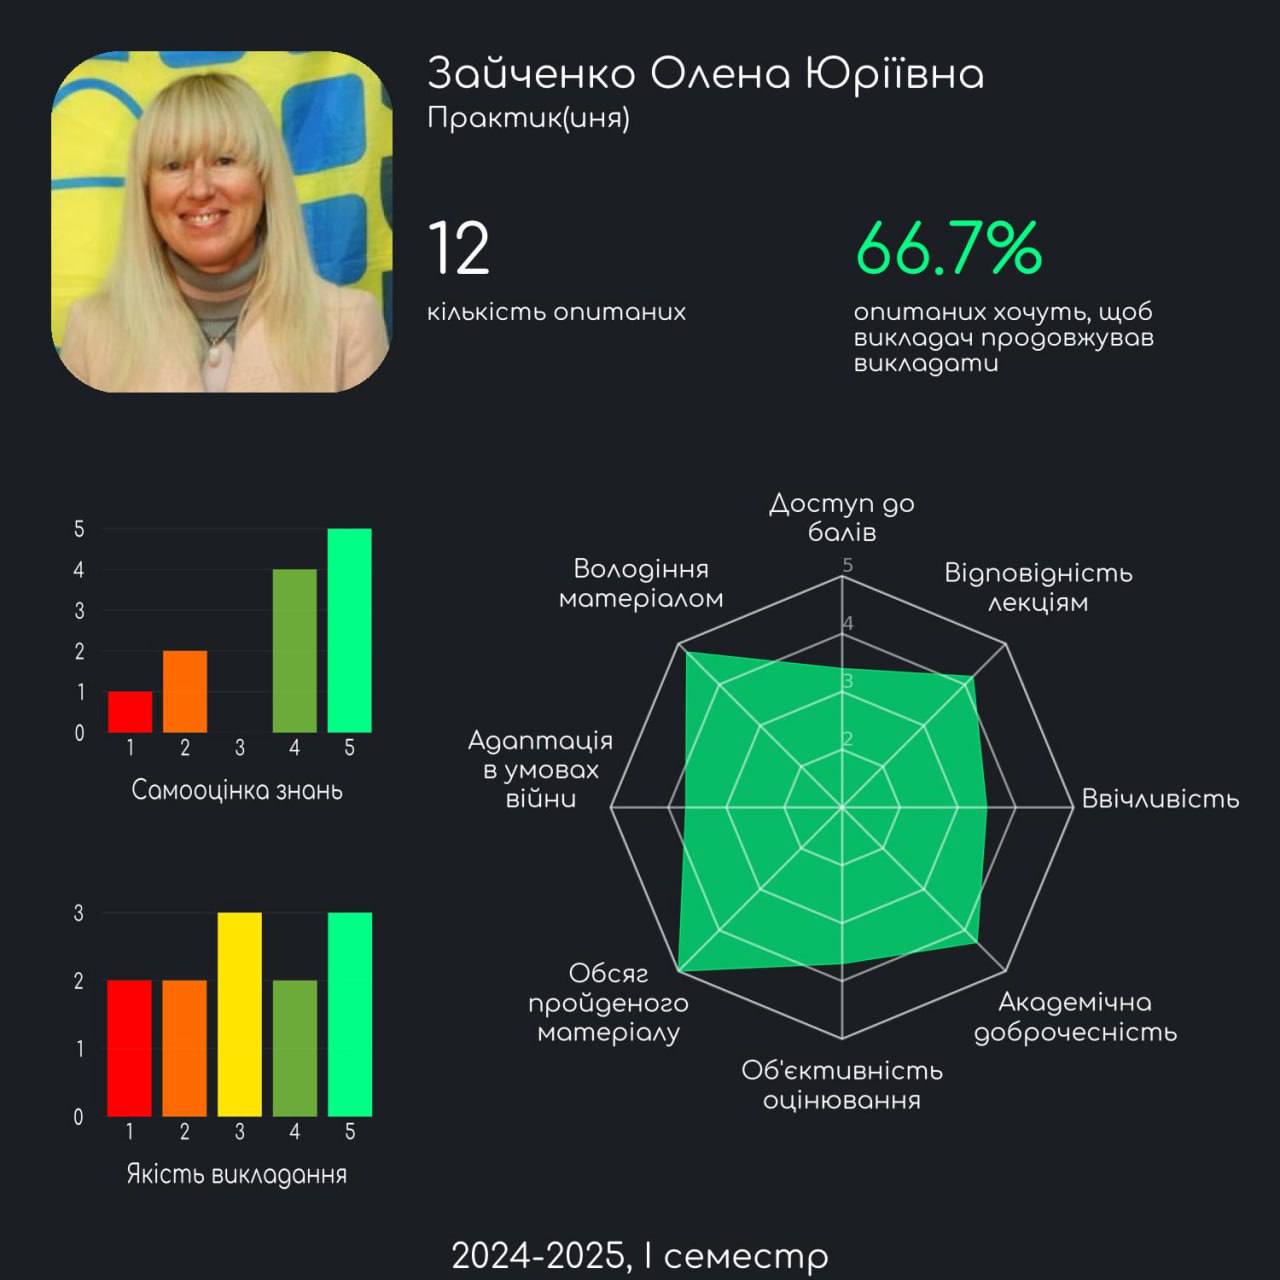 Зайченко Олена Юріївна
Практик(иня)
12
кількість опитаних
66.7%
опитаних хочуть, щоб
викладач продовжував
викладати
5
4
3
2
1
0
1 2 3 4 5
Самооцінка знань
3
2
1
0
1 2 3 4 5
Якість викладання
Доступ до
балів
Відповідність
лекціям
Ввічливість
Академічна
доброчесність
Об'єктивність
оцінювання
Обсяг
пройденого
матеріалу
Адаптація
в умовах
війни
Володіння
матеріалом
5
4
3
2
2024-2025, І семестр